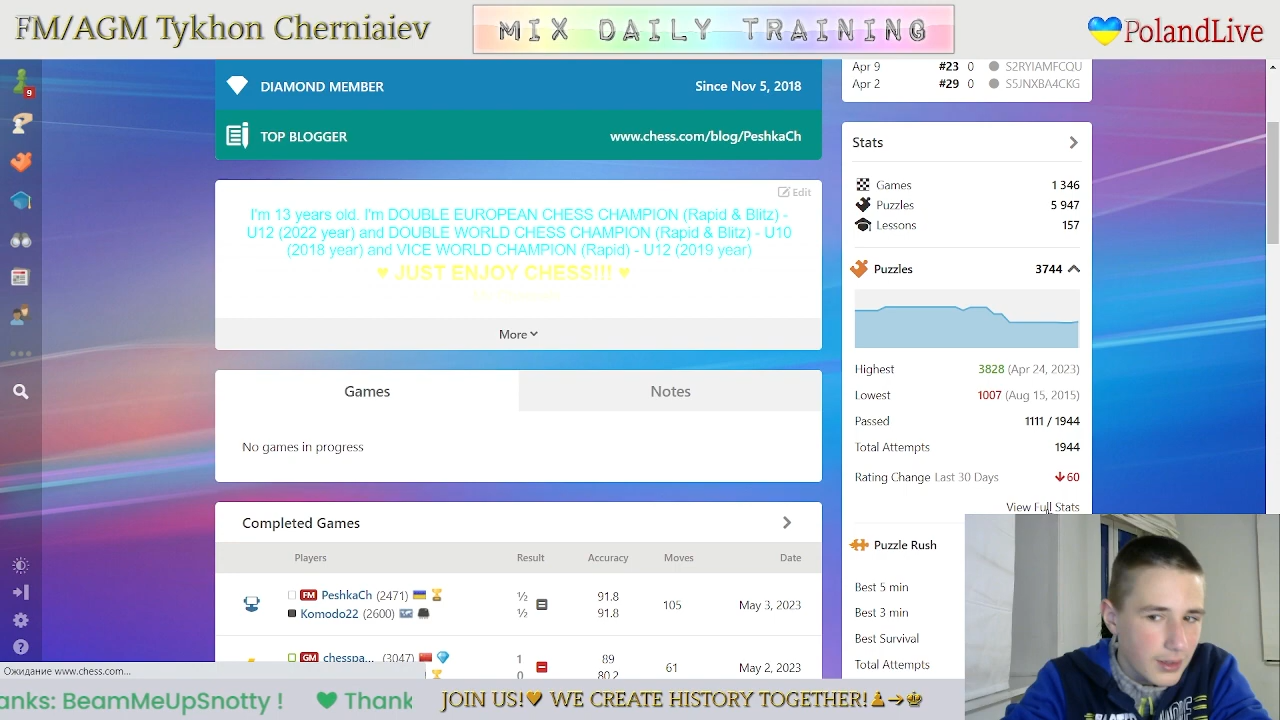 FM/AGM Tykhon Cherniaiev
MIX DAILY TRAINING
PolandLive
9
DIAMOND MEMBER
Since Nov 5, 2018
TOP BLOGGER
www.chess.com/blog/PeshkaCh
Edit
I'm 13 years old. I'm DOUBLE EUROPEAN CHESS CHAMPION (Rapid & Blitz) -
U12 (2022 year) and DOUBLE WORLD CHESS CHAMPION (Rapid & Blitz) - U10
(2018 year) and VICE WORLD CHAMPION (Rapid) - U12 (2019 year)
♥ JUST ENJOY CHESS!!! ♥
More
Games
Notes
No games in progress
Completed Games
Players Result Accuracy Moves Date
FM PeshkaCh (2471) ½ 91.8
Komodo22 (2600) ½ 91.8
105 May 3, 2023
GM chesspa... (3047) 1 89
0 80.2
61 May 2, 2023
Apr 9 #23 0 S2RYIAMFCQU
Apr 2 #29 0 S5JNXBA4CKG
Stats
Games 1 346
Puzzles 5 947
Lessons 157
Puzzles 3744
Highest 3828 (Apr 24, 2023)
Lowest 1007 (Aug 15, 2015)
Passed 1111 / 1944
Total Attempts 1944
Rating Change Last 30 Days 60
View Full Stats
Puzzle Rush
Best 5 min
Best 3 min
Best Survival
Total Attempts
Ожидание www.chess.com...
anks: BeamMeUpSnotty ! ♥ Thank
JOIN US!♥ WE CREATE HISTORY TOGETHER!♟→♚